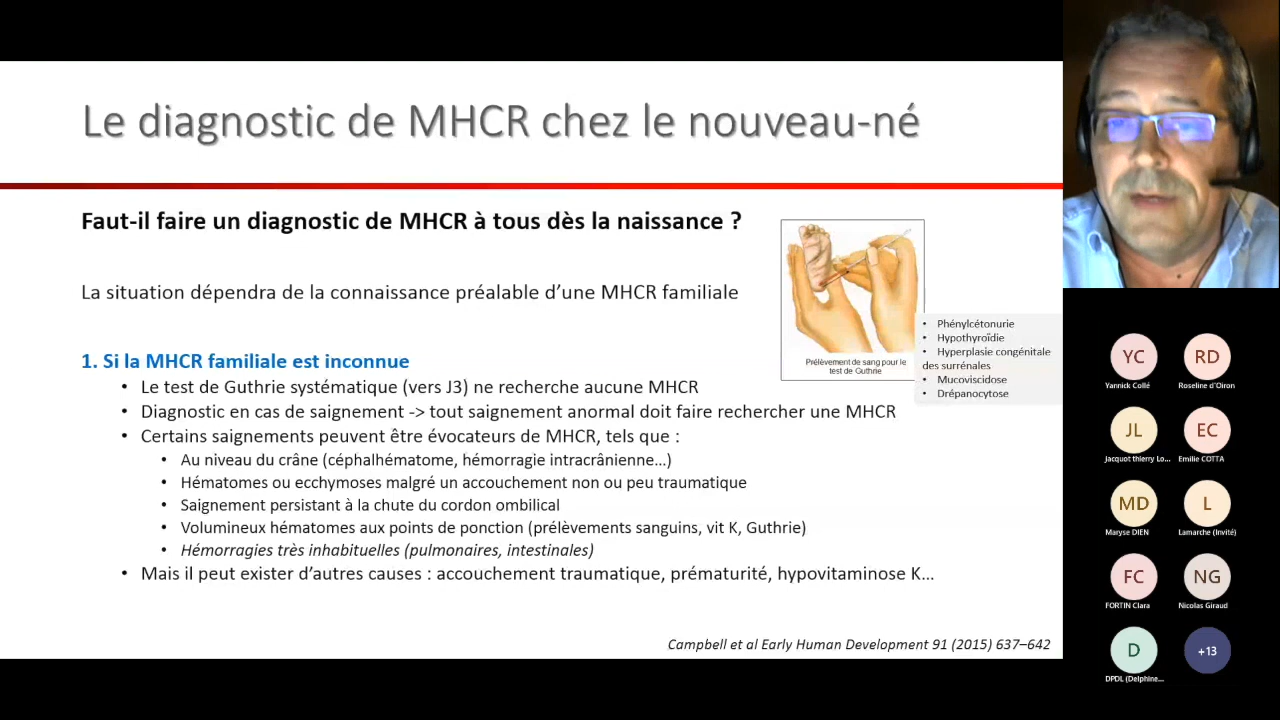 Le diagnostic de MHCR chez le nouveau-né
Faut-il faire un diagnostic de MHCR à tous dès la naissance ?
La situation dépendra de la connaissance préalable d’une MHCR familiale
Prélèvement de sang pour le
test de Guthrie
• Phénylcétonurie
• Hypothyroïdie
• Hyperplasie congénitale
des surrénales
• Mucoviscidose
• Drépanocytose
1. Si la MHCR familiale est inconnue
• Le test de Guthrie systématique (vers J3) ne recherche aucune MHCR
• Diagnostic en cas de saignement -> tout saignement anormal doit faire rechercher une MHCR
• Certains saignements peuvent être évocateurs de MHCR, tels que :
• Au niveau du crâne (céphalhématome, hémorragie intracrânienne...)
• Hématomes ou ecchymoses malgré un accouchement non ou peu traumatique
• Saignement persistant à la chute du cordon ombilical
• Volumineux hématomes aux points de ponction (prélèvements sanguins, vit K, Guthrie)
• Hémorragies très inhabituelles (pulmonaires, intestinales)
• Mais il peut exister d’autres causes : accouchement traumatique, prématurité, hypovitaminose K…
Campbell et al Early Human Development 91 (2015) 637–642
YC
Yannick Collé
RD
Roseline d'Oiron
JL
Jacquot thierry Lo...
EC
Emilie COTTA
MD
Maryse DIEN
L
Lamarche (Invité)
FC
FORTIN Clara
NG
Nicolas Giraud
D
DPDL (Delphine...
+13